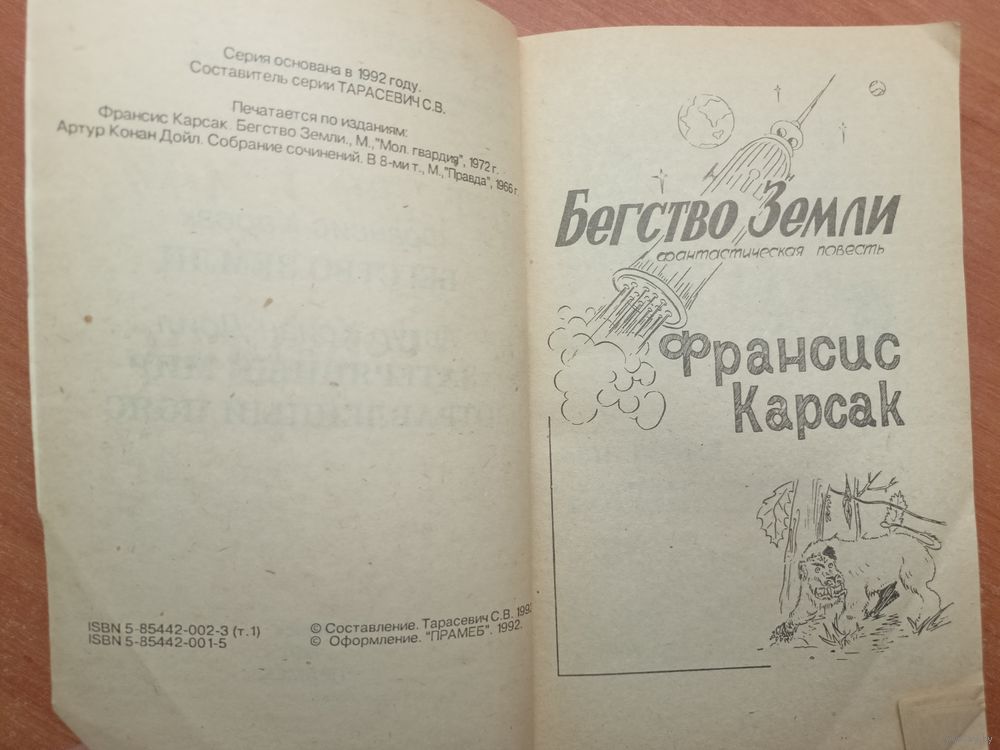 Серия основана в 1992 году.
Составитель серии ТАРАСЕВИЧ С.В.
Печатается по изданиям:
Франсис Карсак. Бегство Земли., М.,"Мол. гвардия", 1972 г.
Артур Конан Дойл. Собрание сочинений. В 8-ми т., М.,"Правда", 1966 г.
ISBN 5-85442-002-3 (т.1)
ISBN 5-85442-001-5
© Составление. Тарасевич С.В. 1992
© Оформление. "ПРАМЕБ". 1992.
Бегство Земли
фантастическая повесть
Франсис
Карсак